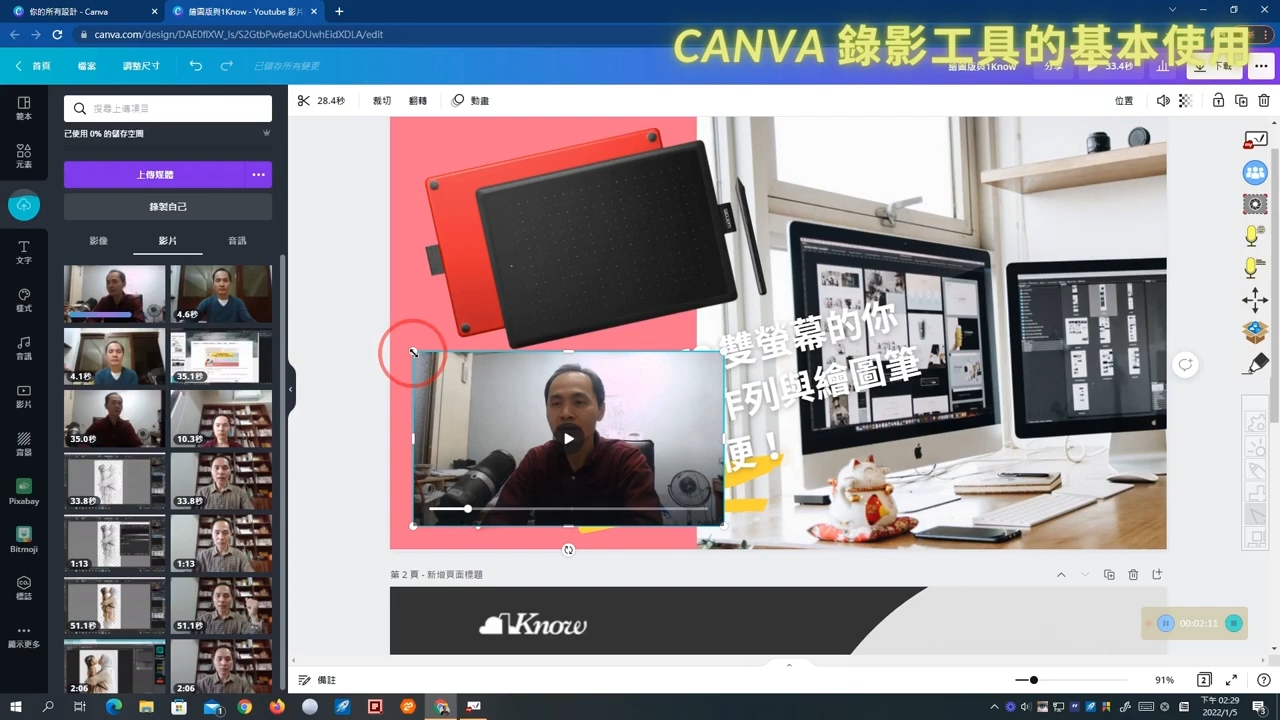 你的所有設計 - Canva
繪圖版與1Know - Youtube 影片
canva.com/design/DAE0flXW_Is/S2GtbPw6etaOUwhEidXDLA/edit
CANVA 錄影工具的基本使用
首頁
檔案
調整尺寸
已儲存所有變更
繪圖版與1Know
分享
33.4秒
下載
範本
元素
文字
樣式
音訊
影片
背景
Pixabay
Bitmoji
標誌
顯示更多
搜尋上傳項目
已使用 0% 的儲存空間
上傳媒體
錄製自己
影像
影片
音訊
4.6秒
4.1秒
35.1秒
35.0秒
10.3秒
33.8秒
33.8秒
1:13
1:13
51.1秒
51.1秒
2:06
2:06
28.4秒
裁切
翻轉
動畫
位置
雙螢幕的你
作列與繪圖筆
便！
第 2 頁 - 新增頁面標題
1Know
00:02:11
備註
91%
2
下午 02:29
2022/1/5